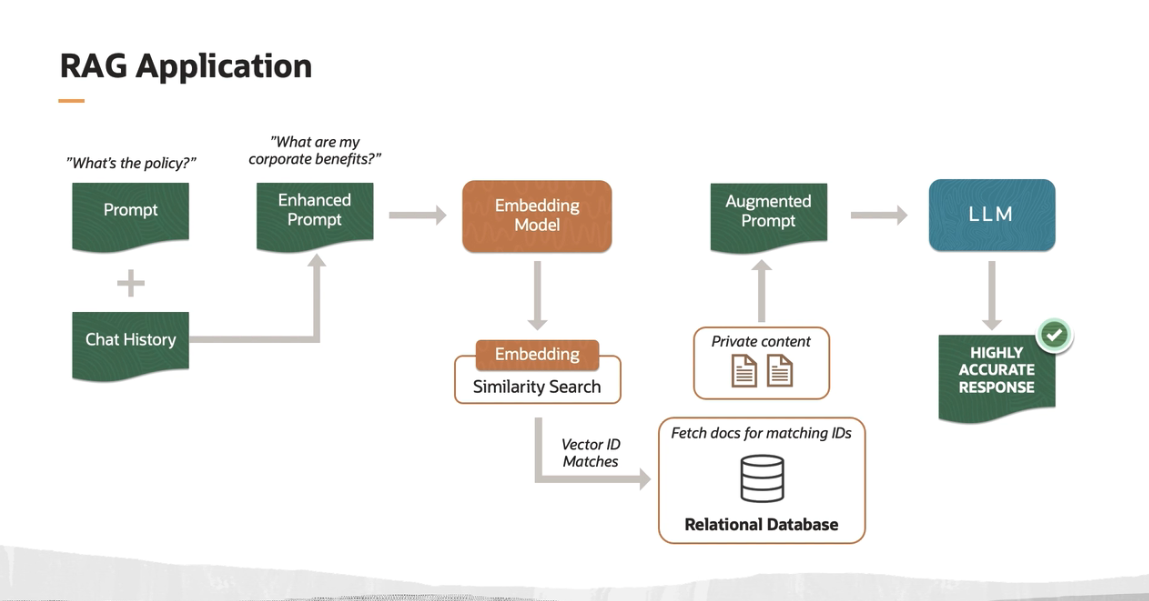 RAG Application
"What's the policy?"
Prompt
Chat History
"What are my
corporate benefits?"
Enhanced
Prompt
Embedding
Model
Embedding
Similarity Search
Vector ID
Matches
Fetch docs for matching IDs
Relational Database
Private content
Augmented
Prompt
LLM
HIGHLY
ACCURATE
RESPONSE